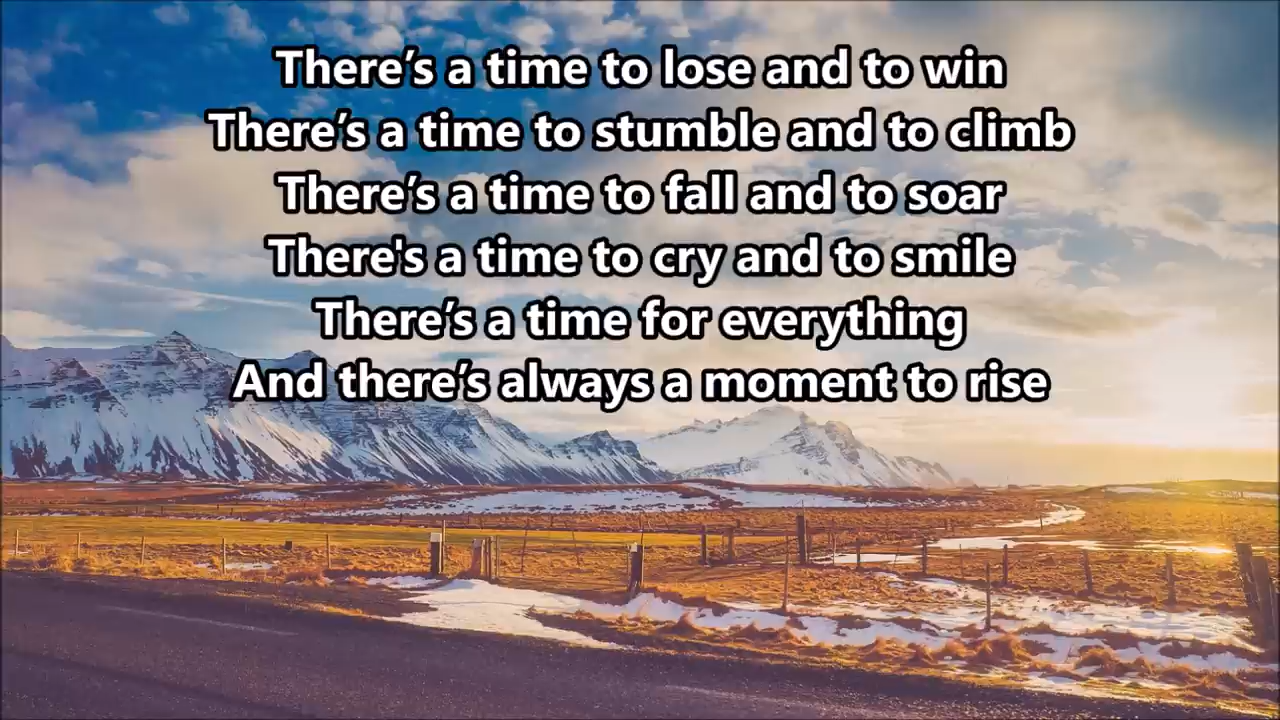 There’s a time to lose and to win
There’s a time to stumble and to climb
There’s a time to fall and to soar
There's a time to cry and to smile
There’s a time for everything
And there’s always a moment to rise